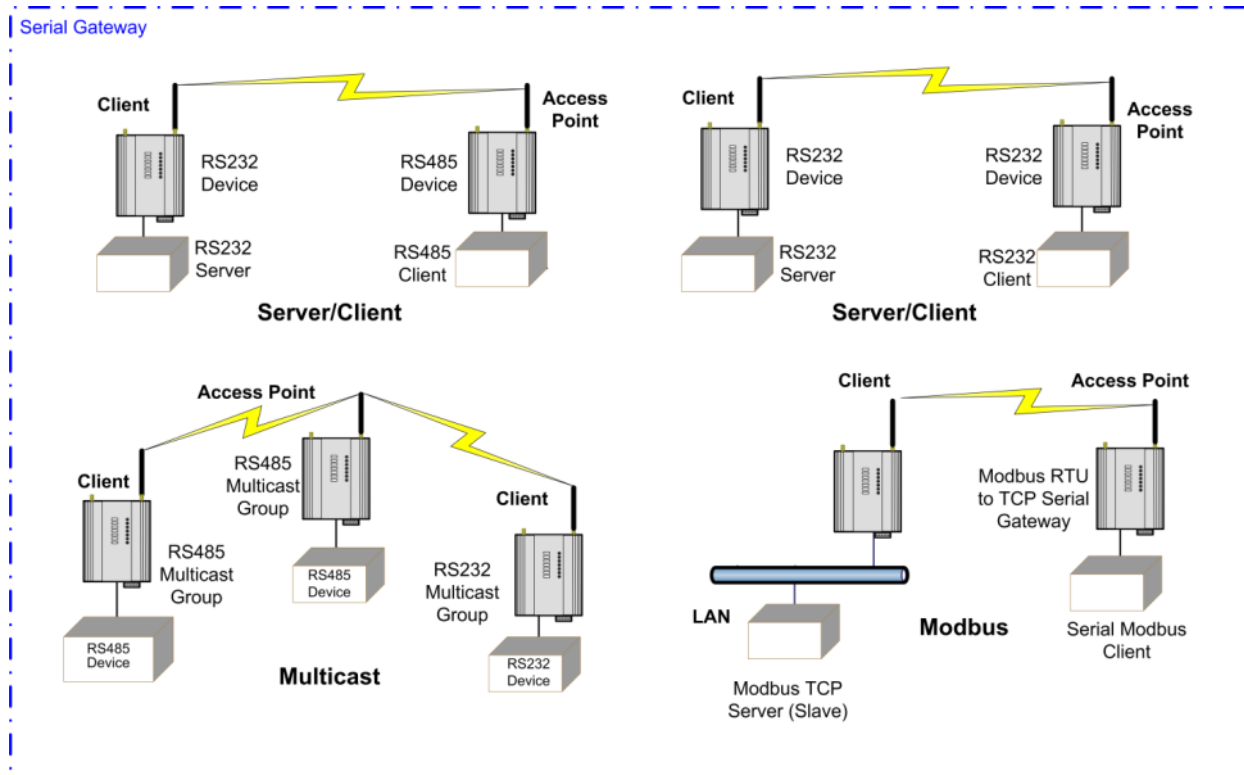 Serial Gateway
Client
Access
Point
RS232
Device
RS485
Device
RS232
Server
RS485
Client
Server/Client
Client
Access
Point
RS232
Device
RS232
Device
RS232
Server
RS232
Client
Server/Client
Access Point
Client
RS485
Multicast
Group
Client
RS485
Multicast
Group
RS485
Device
RS232
Multicast
Group
RS485
Device
RS232
Device
Multicast
Client
Access Point
Modbus RTU
to TCP Serial
Gateway
LAN
Modbus
Serial Modbus
Client
Modbus TCP
Server (Slave)